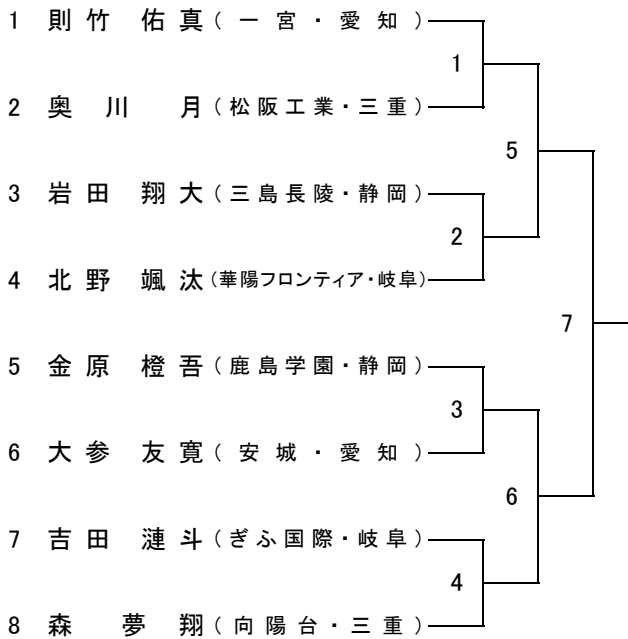 1 則竹 佑真(一宮・愛知)
1
2 奥川 月(松阪工業・三重)
5
3 岩田 翔大(三島長陵・静岡)
2
4 北野 颯汰(華陽フロンティア・岐阜)
7
5 金原 橙吾(鹿島学園・静岡)
3
6 大参 友寛(安城・愛知)
6
7 吉田 漣斗(ぎふ国際・岐阜)
4
8 森 夢翔(向陽台・三重)